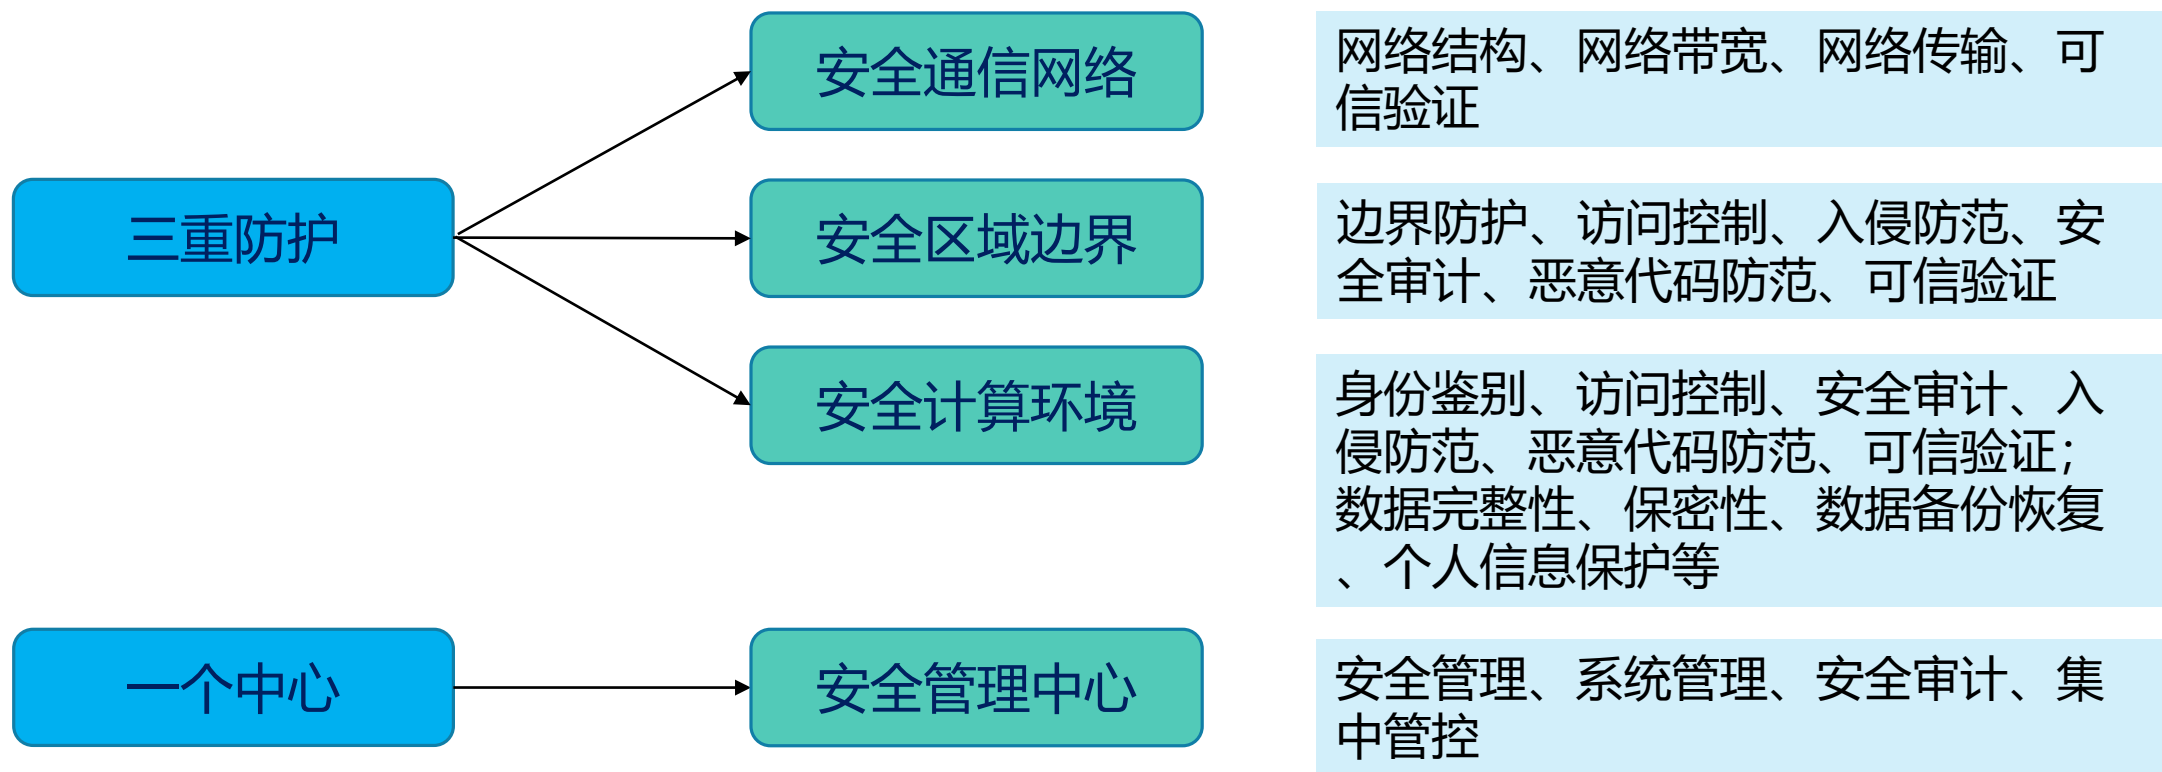 三重防护
安全通信网络
网络结构、网络带宽、网络传输、可
信验证
安全区域边界
边界防护、访问控制、入侵防范、安
全审计、恶意代码防范、可信验证
安全计算环境
身份鉴别、访问控制、安全审计、入
侵防范、恶意代码防范、可信验证；
数据完整性、保密性、数据备份恢复
、个人信息保护等
一个中心
安全管理中心
安全管理、系统管理、安全审计、集
中管控